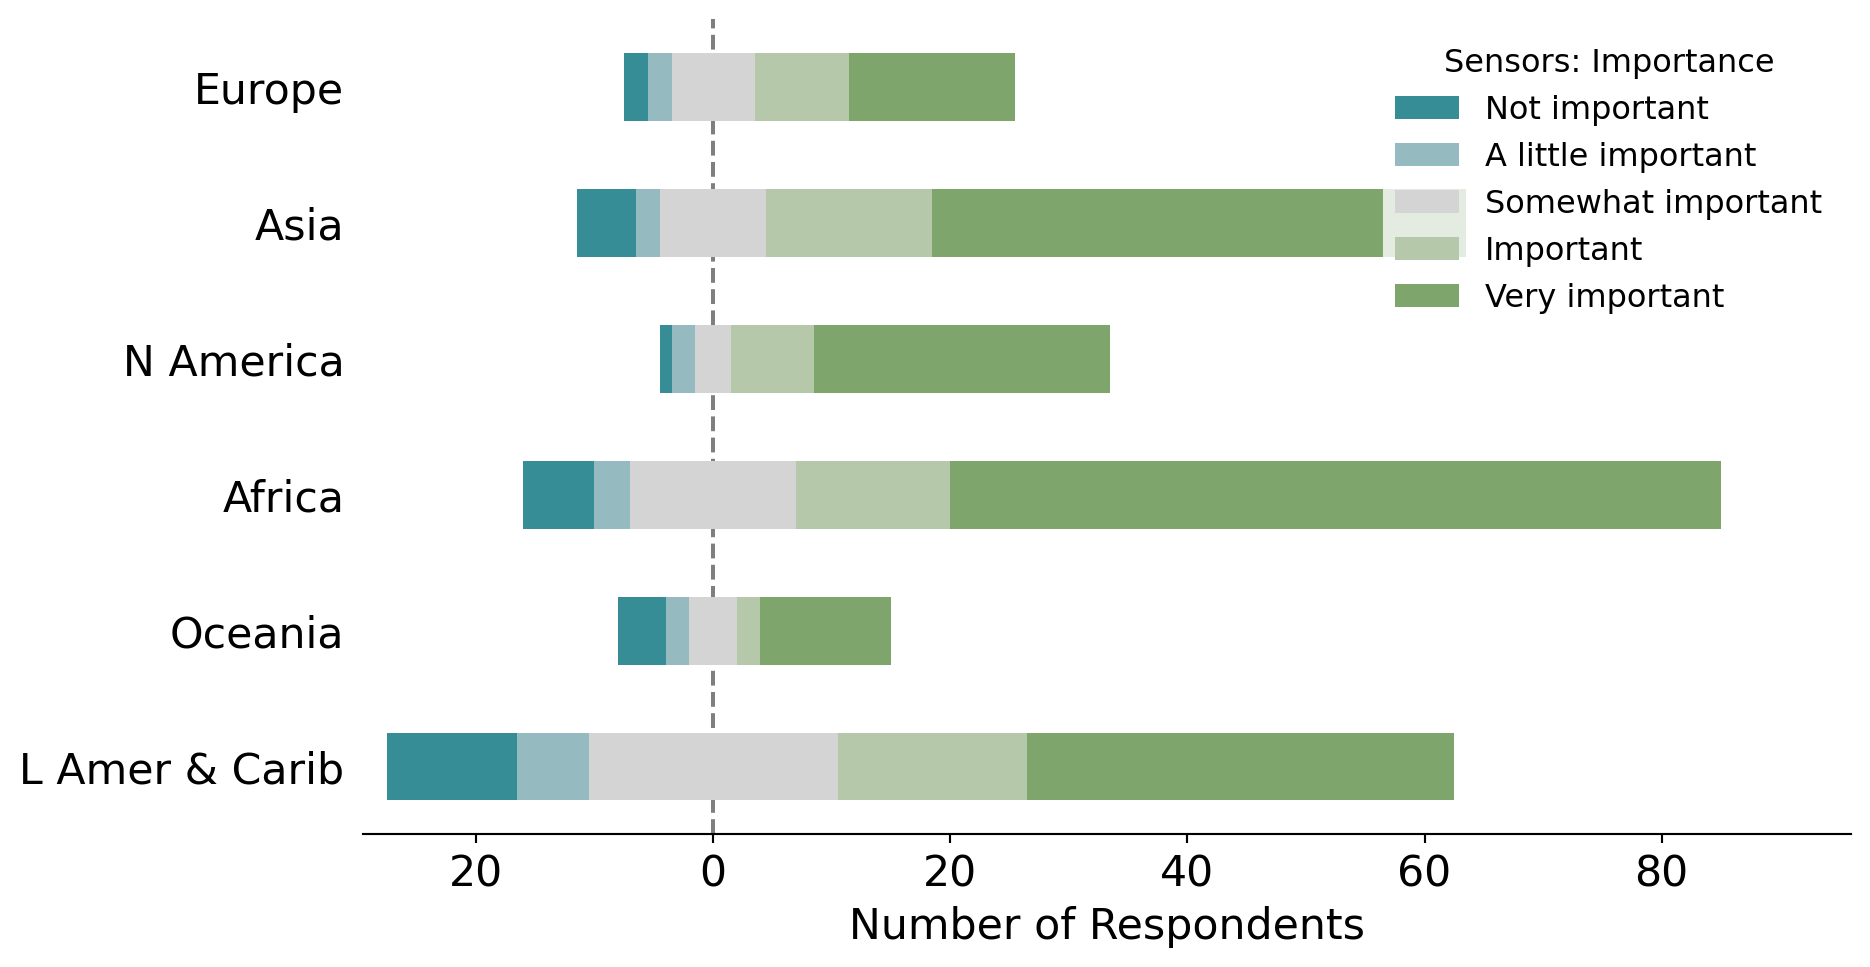 Europe
Asia
N America
Africa
Oceania
L Amer & Carib
Sensors: Importance
Not important
A little important
Somewhat important
Important
Very important
20 0 20 40 60 80
Number of Respondents